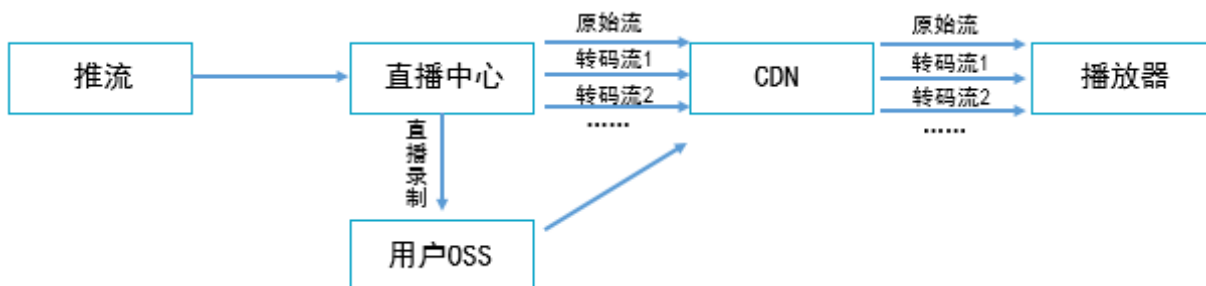 推流
直播中心
原始流
转码流1
转码流2
……
CDN
原始流
转码流1
转码流2
……
播放器
直播录制
用户OSS